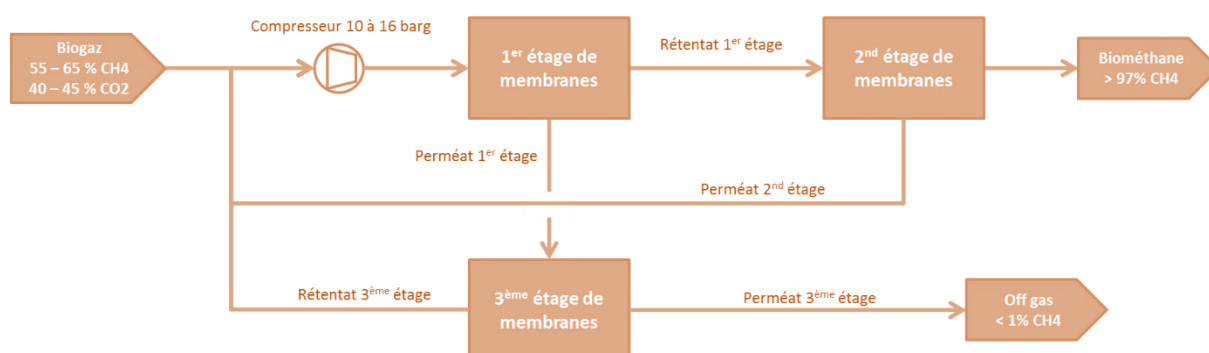 Compresseur 10 à 16 barg
Biogaz
55 – 65 % CH4
40 – 45 % CO2
1er étage de
membranes
Rétentat 1er étage
2nd étage de
membranes
Biométhane
> 97% CH4
Perméat 1er étage
Perméat 2nd étage
Rétentat 3ème étage
3ème étage de
membranes
Perméat 3ème étage
Off gas
< 1% CH4